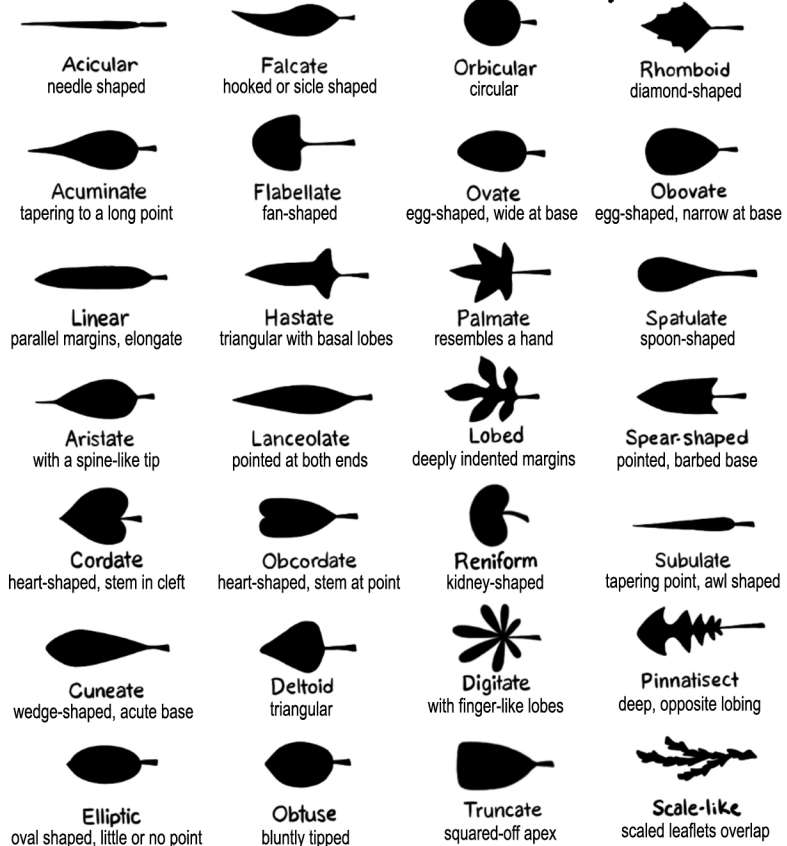 Acicular
needle shaped
Falcate
hooked or sicle shaped
Orbicular
circular
Rhomboid
diamond-shaped
Acuminate
tapering to a long point
Flabellate
fan-shaped
Ovate
egg-shaped, wide at base
Obovate
egg-shaped, narrow at base
Linear
parallel margins, elongate
Hastate
triangular with basal lobes
Palmate
resembles a hand
Spatulate
spoon-shaped
Aristate
with a spine-like tip
Lanceolate
pointed at both ends
Lobed
deeply indented margins
Spear-shaped
pointed, barbed base
Cordate
heart-shaped, stem in cleft
Obcordate
heart-shaped, stem at point
Reniform
kidney-shaped
Subulate
tapering point, awl shaped
Cuneate
wedge-shaped, acute base
Deltoid
triangular
Digitate
with finger-like lobes
Pinnatisect
deep, opposite lobing
Elliptic
oval shaped, little or no point
Obtuse
bluntly tipped
Truncate
squared-off apex
Scale-like
scaled leaflets overlap